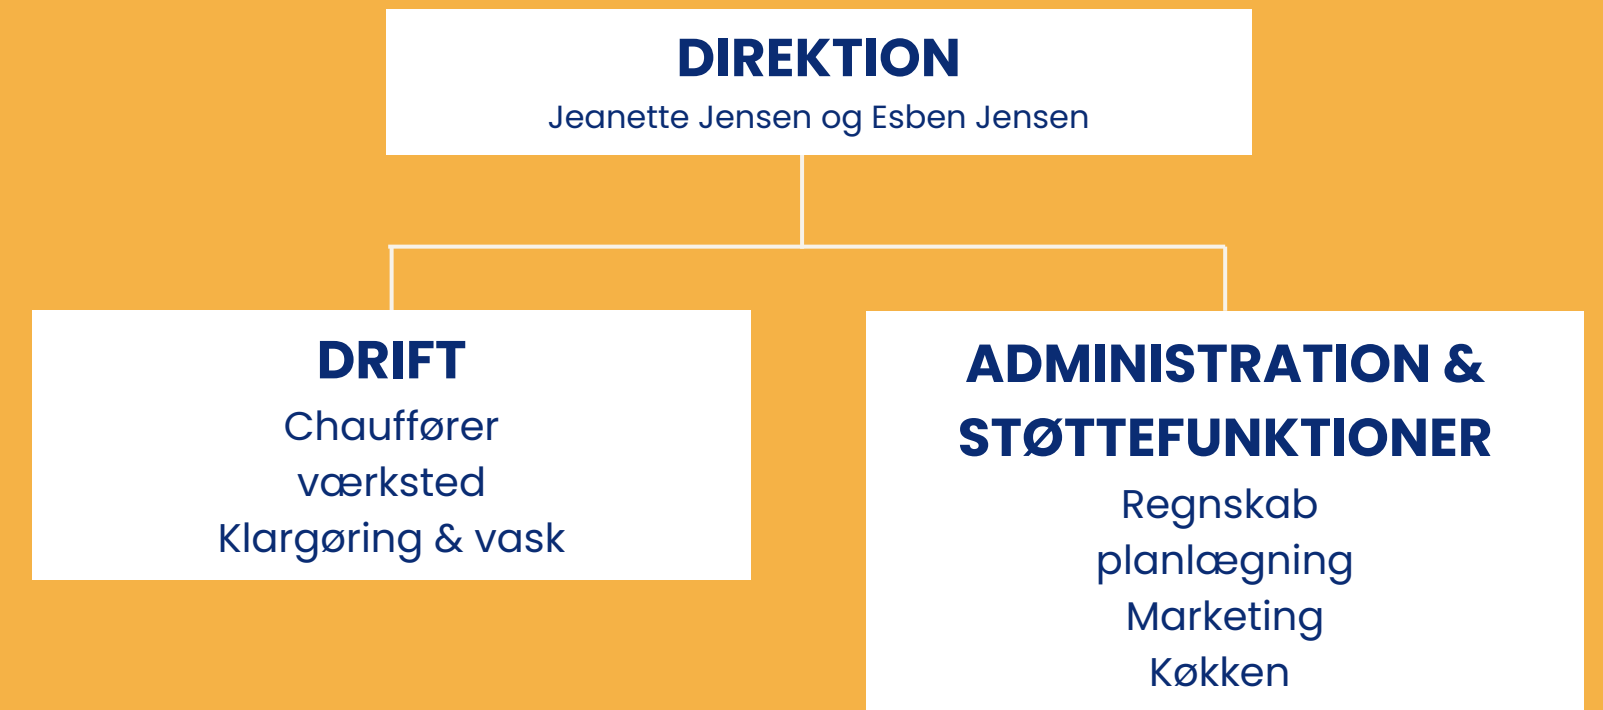 DIREKTION
Jeanette Jensen og Esben Jensen
DRIFT
Chauffører
værksted
Klargøring & vask
ADMINISTRATION &
STØTTEFUNKTIONER
Regnskab
planlægning
Marketing
Køkken